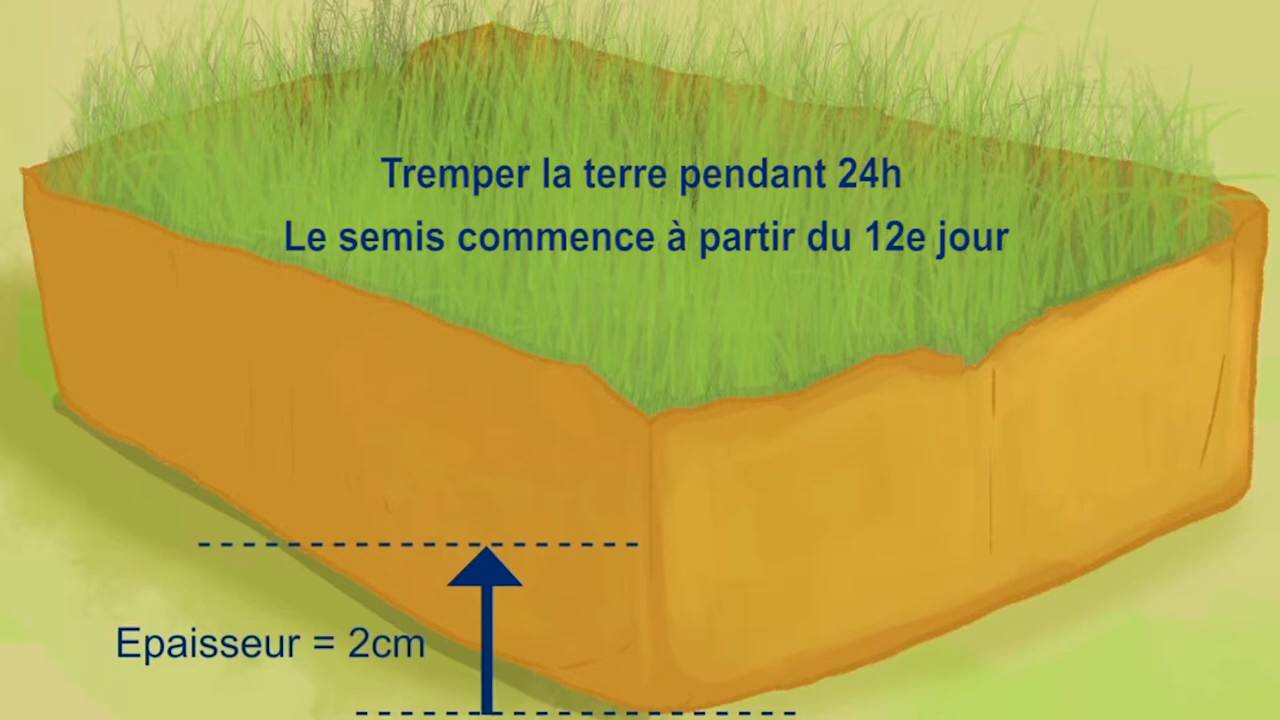 Tremper la terre pendant 24h
Le semis commence à partir du 12e jour
Epaisseur = 2cm